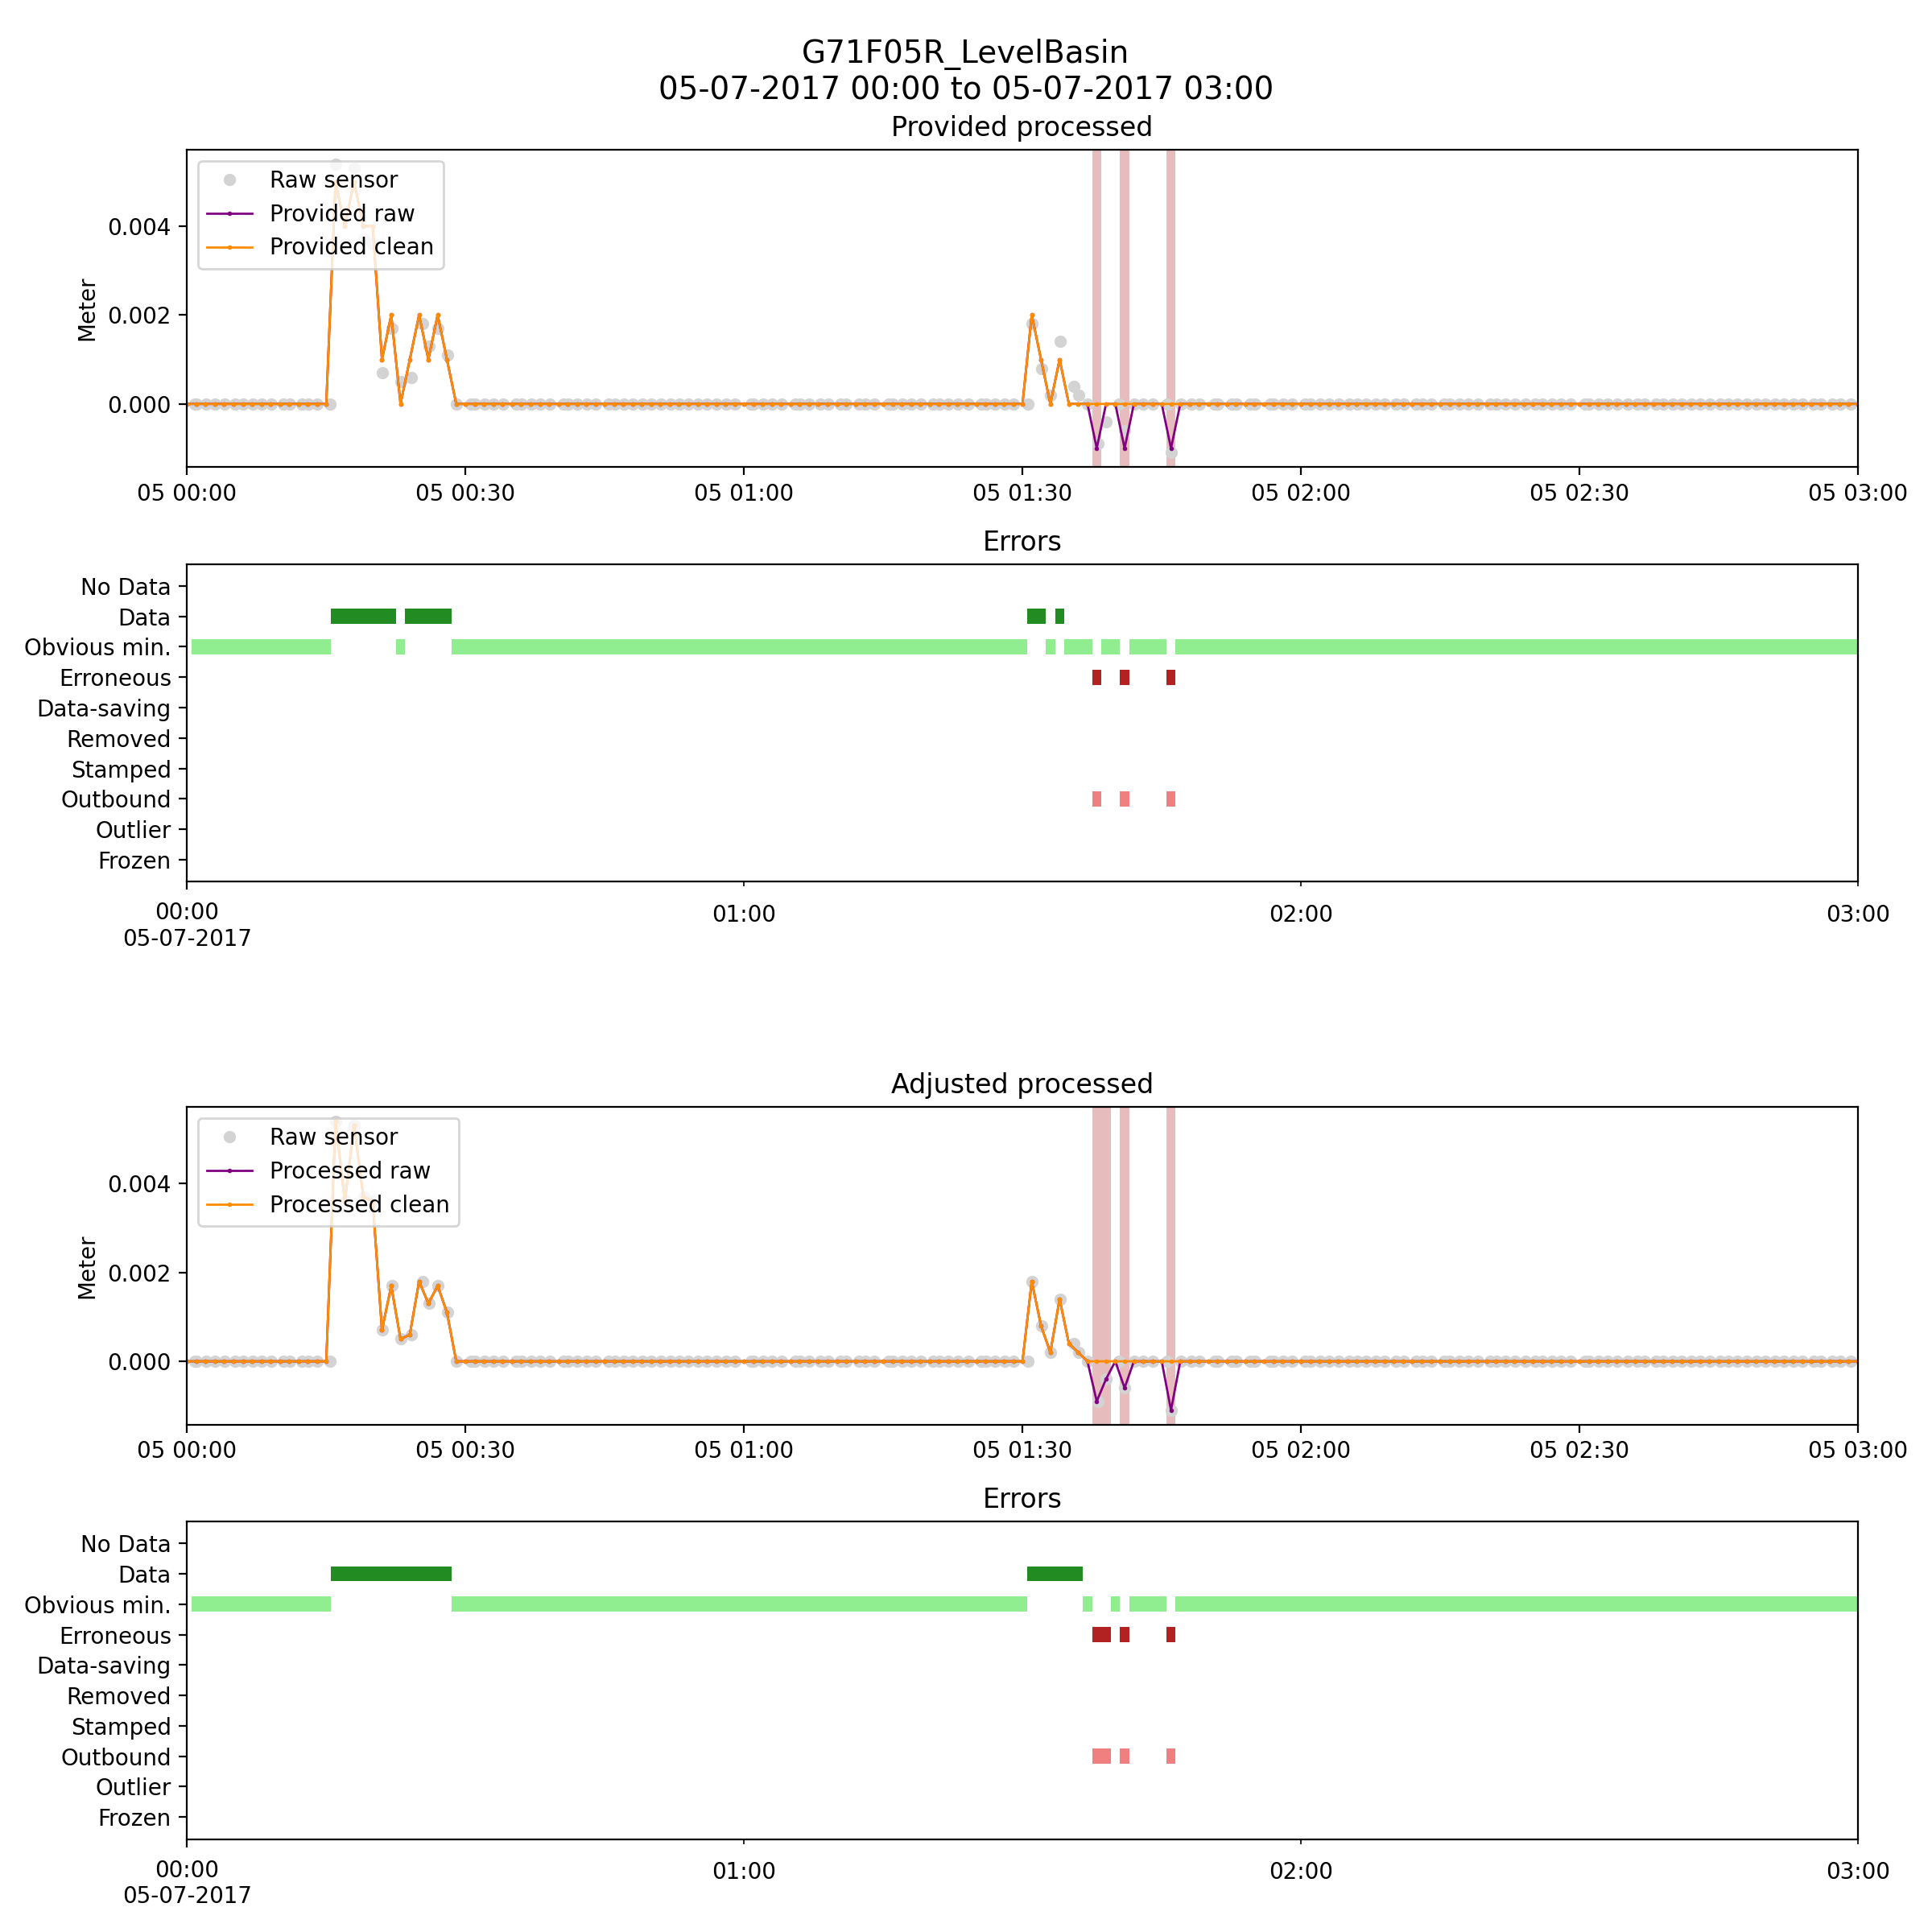 G71F05R_LevelBasin
05-07-2017 00:00 to 05-07-2017 03:00
Provided processed
Raw sensor
Provided raw
Provided clean
Meter
0.004
0.002
0.000
05 00:00
05 00:30
05 01:00
05 01:30
05 02:00
05 02:30
05 03:00
Errors
No Data
Data
Obvious min.
Erroneous
Data-saving
Removed
Stamped
Outbound
Outlier
Frozen
00:00
05-07-2017
01:00
02:00
03:00
Adjusted processed
Raw sensor
Processed raw
Processed clean
Meter
0.004
0.002
0.000
05 00:00
05 00:30
05 01:00
05 01:30
05 02:00
05 02:30
05 03:00
Errors
No Data
Data
Obvious min.
Erroneous
Data-saving
Removed
Stamped
Outbound
Outlier
Frozen
00:00
05-07-2017
01:00
02:00
03:00